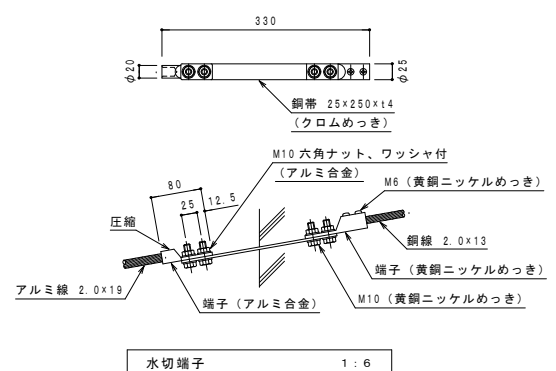 330
φ20
φ25
銅帯 25×250×t4
(クロムめっき)
M10 六角ナット、ワッシャ付
(アルミ合金)
80
12.5
25
M6 (黄銅ニッケルめっき)
圧縮
銅線 2.0×13
端子 (黄銅ニッケルめっき)
アルミ線 2.0×19
端子 (アルミ合金)
M10 (黄銅ニッケルめっき)
水切端子 1:6